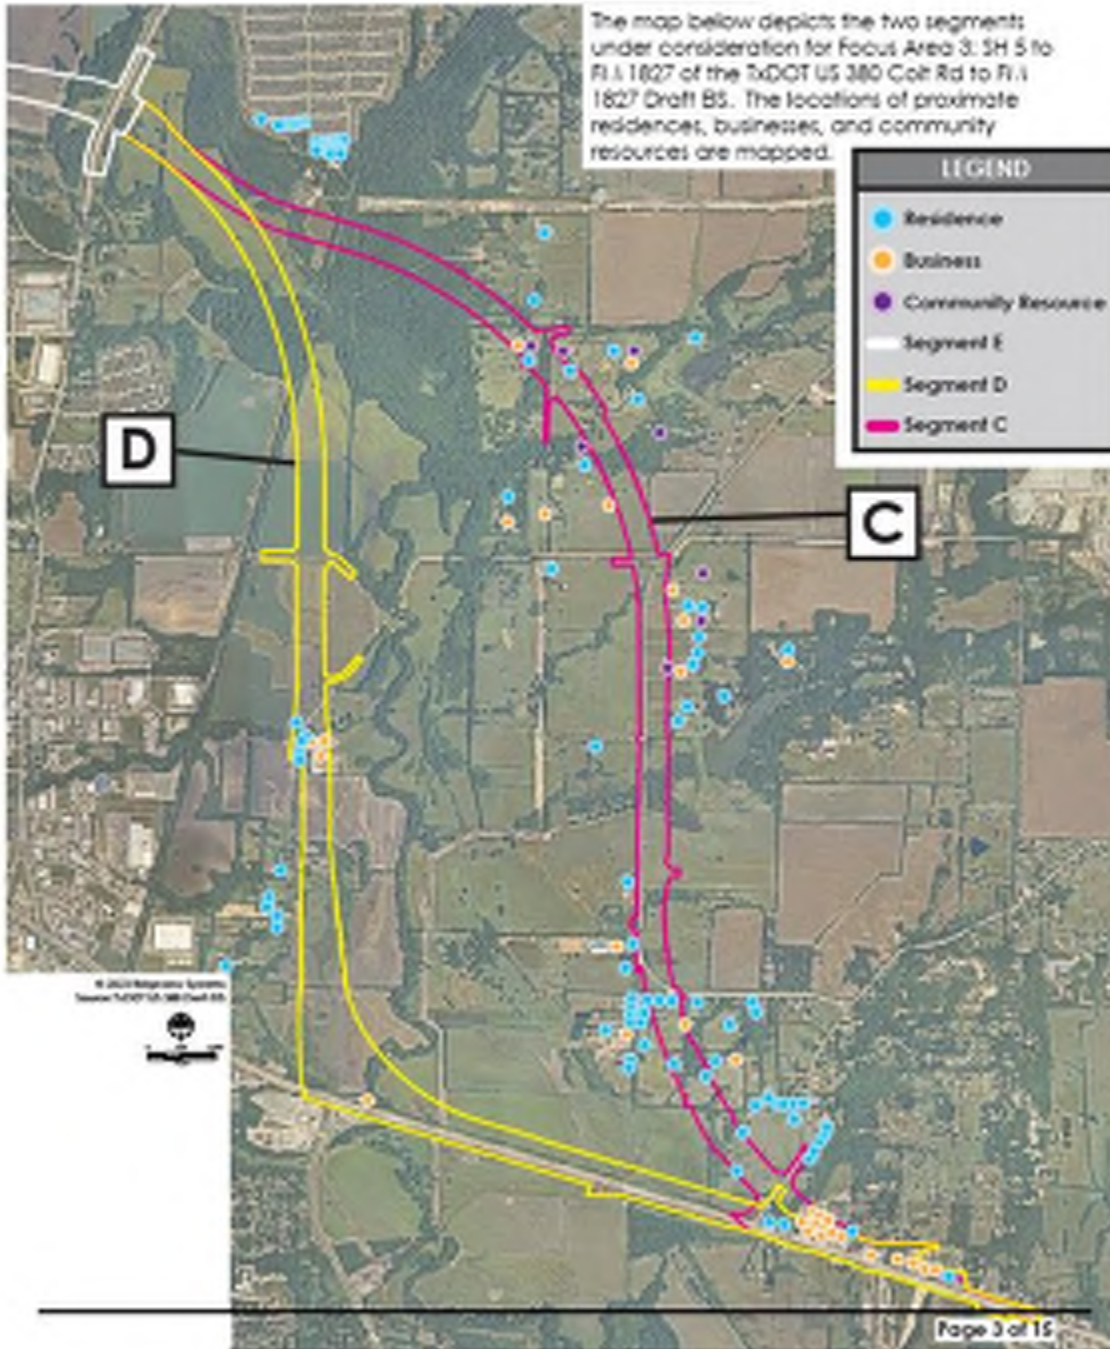 The map below depicts the two segments
under consideration for Focus Area 3: SH 5 to
FM 1827 of the TxDOT US 380 Coit Rd to FM
1827 Draft EIS. The locations of proximate
residences, businesses, and community
resources are mapped.
LEGEND
Residence
Business
Community Resource
Segment E
Segment D
Segment C
D
C
Page 3 of 15